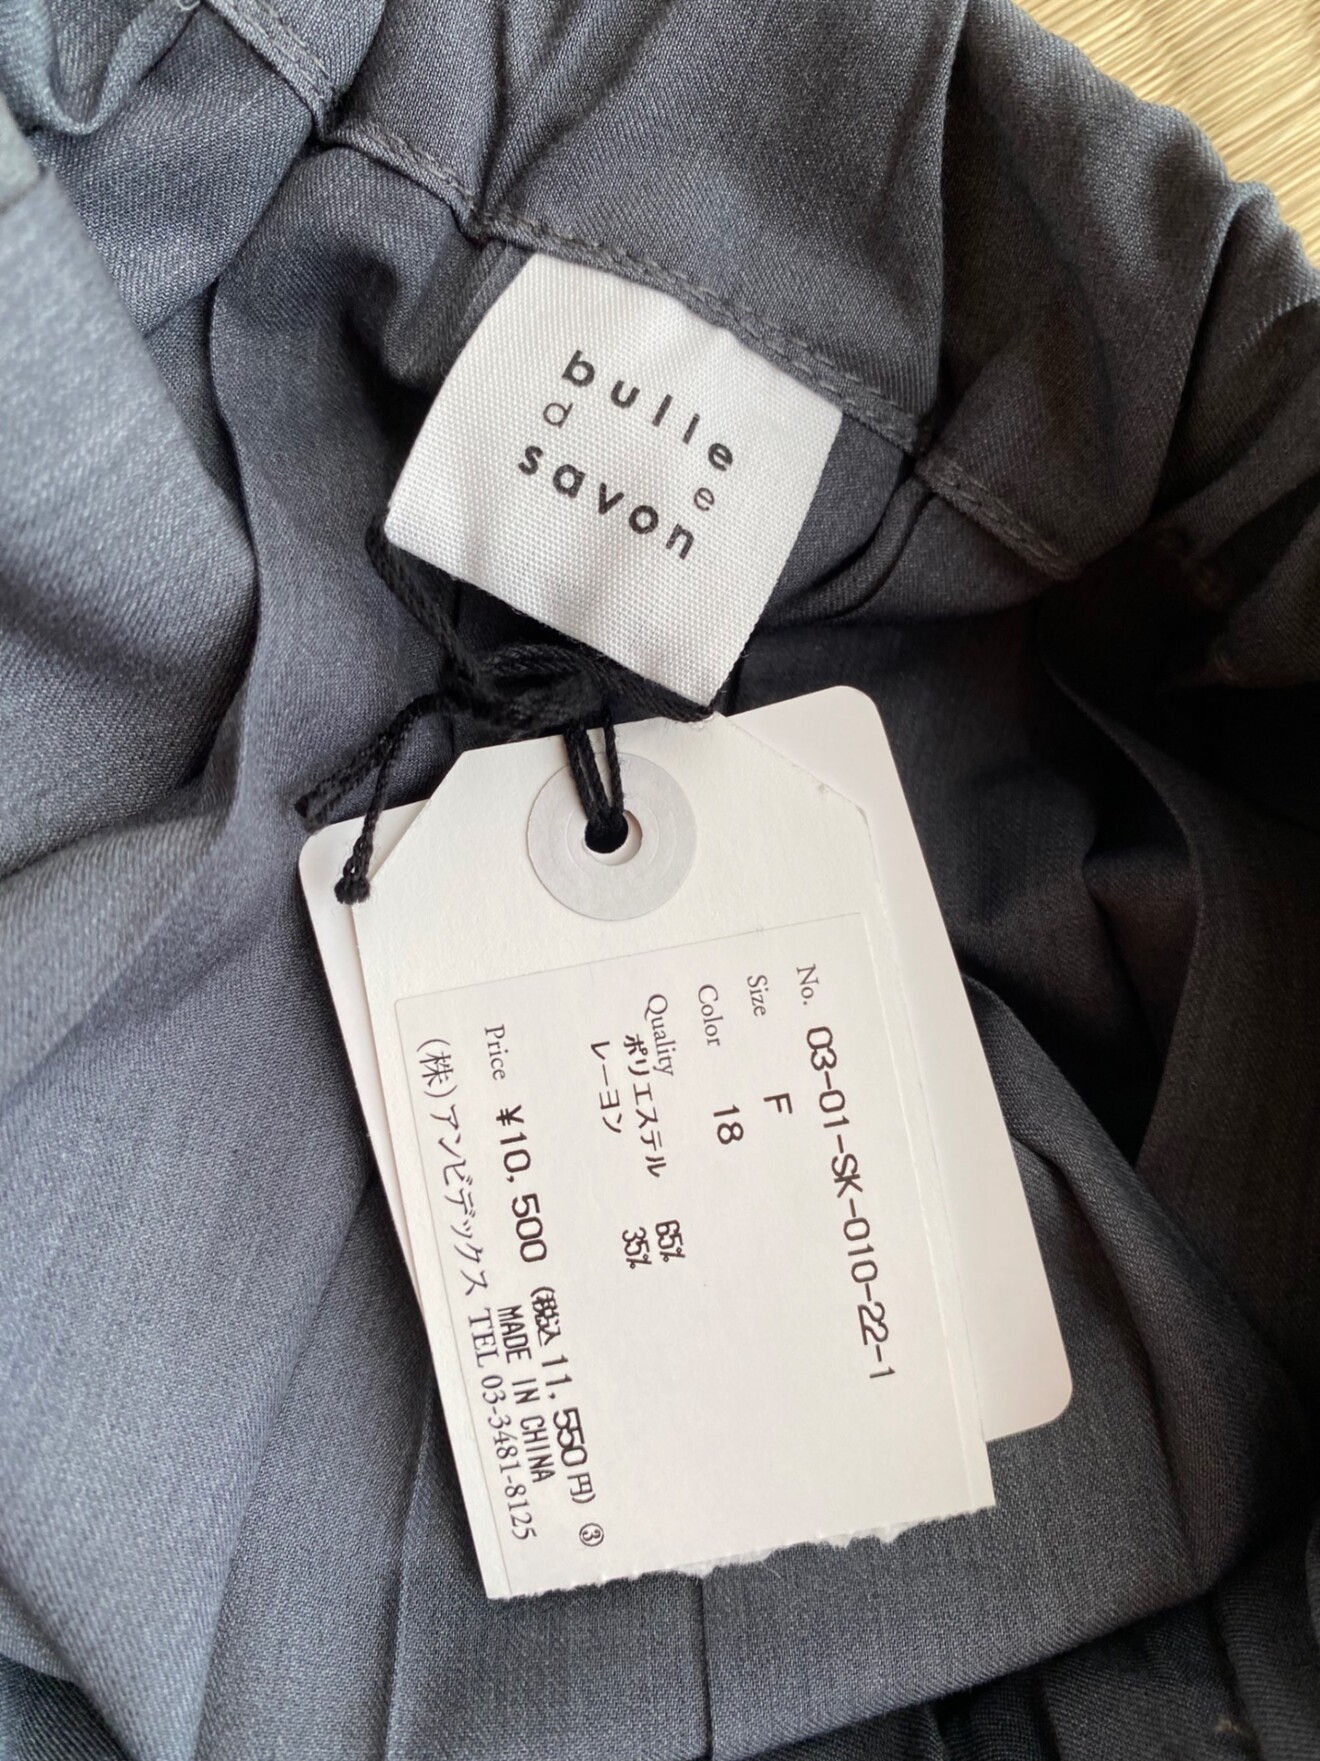 bulle
d e
savon
No. 03-01-SK-010-22-1
Size F
Color 18
Quality ポリエステル 65%
レーヨン 35%
Price ¥10,500 (税込 11,550円) ③
MADE IN CHINA
(株)アンビデックス TEL 03-3481-8125